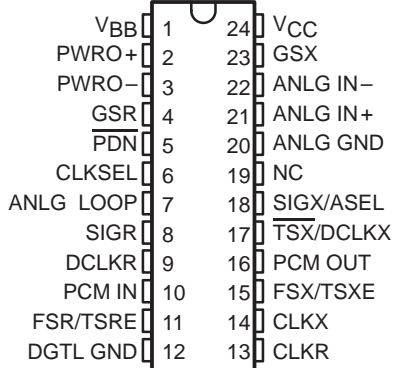 VBB 1 24 VCC
PWRO+ 2 23 GSX
PWRO– 3 22 ANLG IN–
GSR 4 21 ANLG IN+
PDN 5 20 ANLG GND
CLKSEL 6 19 NC
ANLG LOOP 7 18 SIGX/ASEL
SIGR 8 17 TSX/DCLKX
DCLKR 9 16 PCM OUT
PCM IN 10 15 FSX/TSXE
FSR/TSRE 11 14 CLKX
DGTL GND 12 13 CLKR